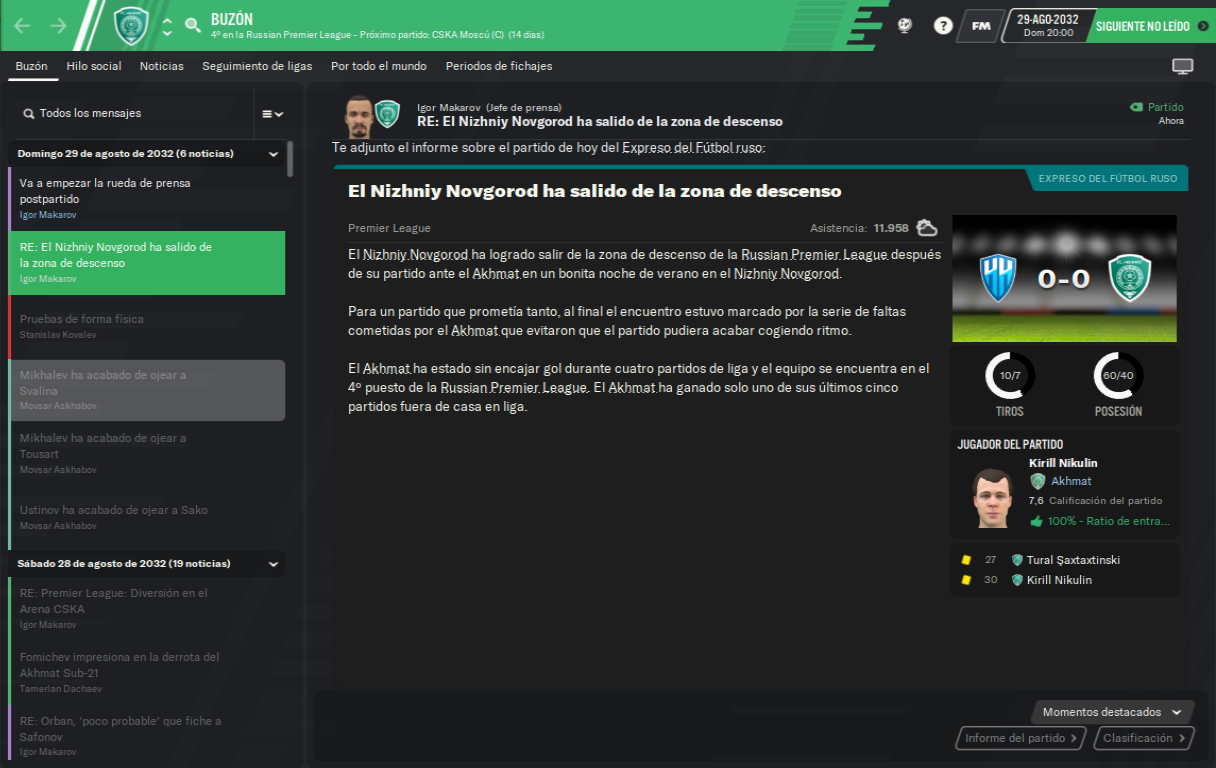 BUZÓN
4º en la Russian Premier League - Próximo partido: CSKA Moscú (C) (14 días)
?
FM
29-AGO-2032
Dom 20:00
SIGUIENTE NO LEÍDO
Buzón
Hilo social
Noticias
Seguimiento de ligas
Por todo el mundo
Periodos de fichajes
Todos los mensajes
Domingo 29 de agosto de 2032 (6 noticias)
Va a empezar la rueda de prensa
postpartido
Igor Makarov
RE: El Nizhniy Novgorod ha salido de
la zona de descenso
Igor Makarov
Pruebas de forma física
Stanislav Kovalev
Mikhalev ha acabado de ojear a
Svalina
Movsar Askhabov
Mikhalev ha acabado de ojear a
Tousart
Movsar Askhabov
Ustinov ha acabado de ojear a Sako
Movsar Askhabov
Sábado 28 de agosto de 2032 (19 noticias)
RE: Premier League: Diversión en el
Arena CSKA
Igor Makarov
Fomichev impresiona en la derrota del
Akhmat Sub-21
Tamerlan Dachaev
RE: Orban, 'poco probable' que fiche a
Safonov
Igor Makarov
Igor Makarov (Jefe de prensa)
RE: El Nizhniy Novgorod ha salido de la zona de descenso
Partido
Ahora
Te adjunto el informe sobre el partido de hoy del Expreso del Fútbol ruso:
El Nizhniy Novgorod ha salido de la zona de descenso
EXPRESO DEL FÚTBOL RUSO
Premier League
Asistencia: 11.958
El Nizhniy Novgorod ha logrado salir de la zona de descenso de la Russian Premier League después
de su partido ante el Akhmat en un bonita noche de verano en el Nizhniy Novgorod.
Para un partido que prometía tanto, al final el encuentro estuvo marcado por la serie de faltas
cometidas por el Akhmat que evitaron que el partido pudiera acabar cogiendo ritmo.
El Akhmat ha estado sin encajar gol durante cuatro partidos de liga y el equipo se encuentra en el
4º puesto de la Russian Premier League. El Akhmat ha ganado solo uno de sus últimos cinco
partidos fuera de casa en liga.
0-0
10/7
TIROS
60/40
POSESIÓN
JUGADOR DEL PARTIDO
Kirill Nikulin
Akhmat
7,6 Calificación del partido
100% - Ratio de entra...
27 Tural Şaxtaxtinski
30 Kirill Nikulin
Momentos destacados
Informe del partido
Clasificación